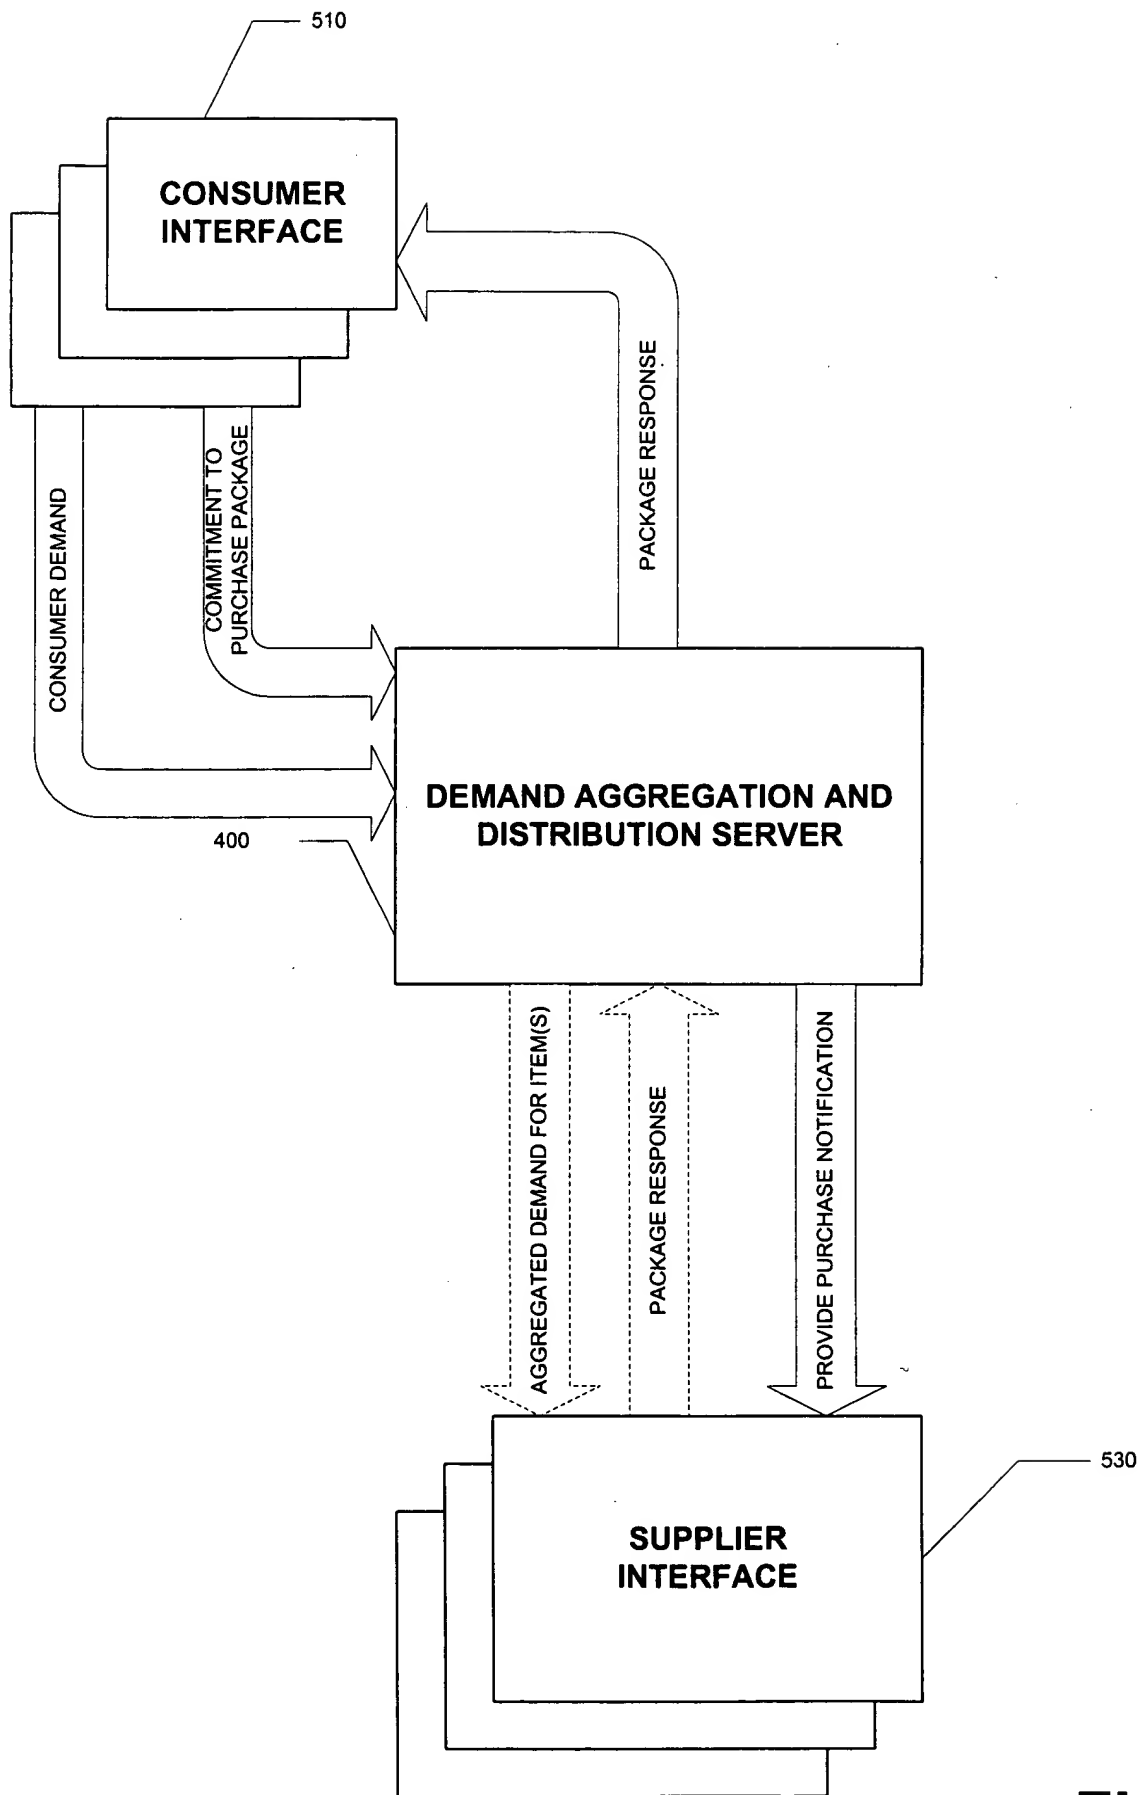 510
CONSUMER
INTERFACE
PACKAGE RESPONSE
COMMITMENT TO
PURCHASE PACKAGE
CONSUMER DEMAND
DEMAND AGGREGATION AND
DISTRIBUTION SERVER
400
AGGREGATED DEMAND FOR ITEM(S)
PACKAGE RESPONSE
PROVIDE PURCHASE NOTIFICATION
530
SUPPLIER
INTERFACE